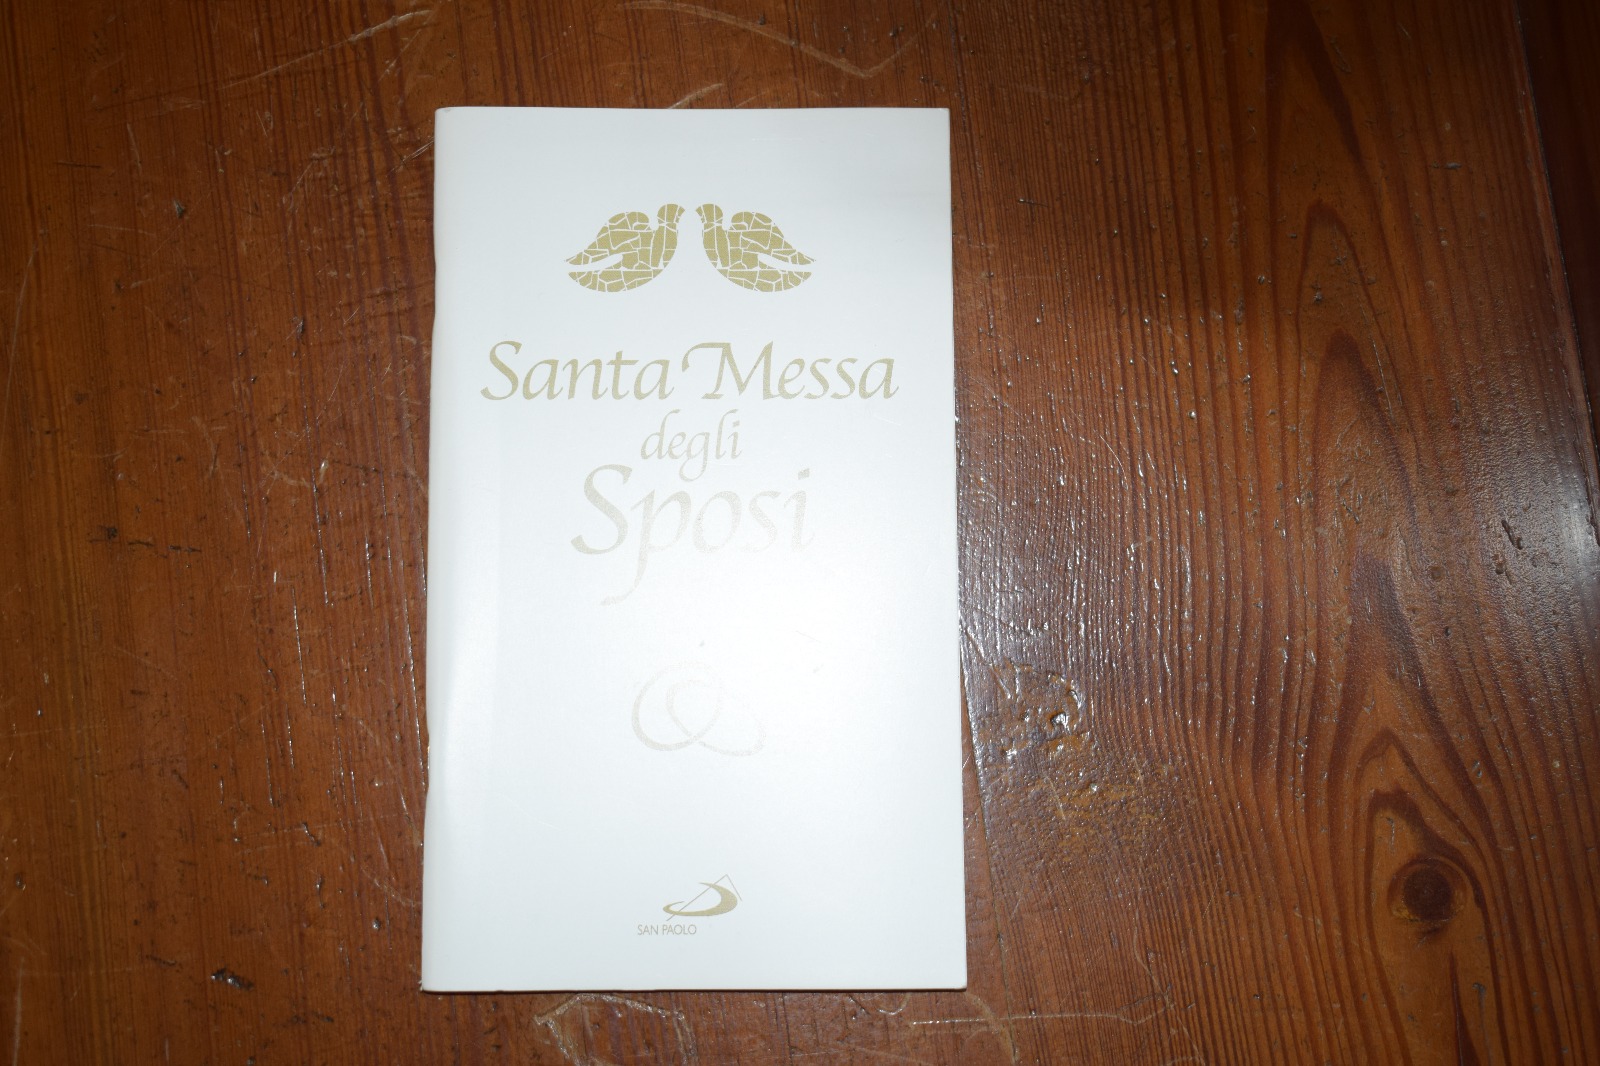 Santa Messa
degli
Sposi
SAN PAOLO